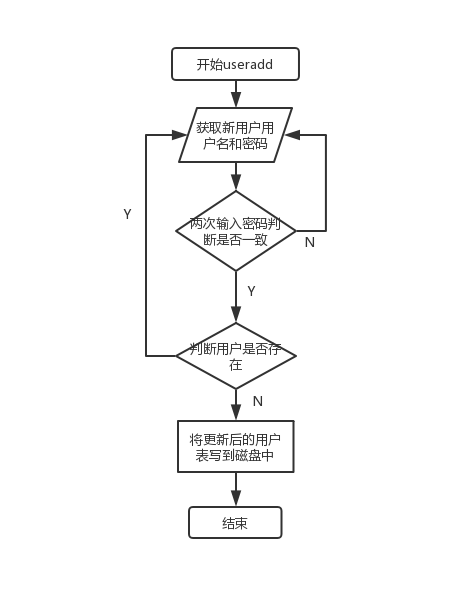 开始useradd
获取新用户用
户名和密码
Y
两次输入密码判
断是否一致
N
Y
判断用户是否存
在
N
将更新后的用户
表写到磁盘中
结束